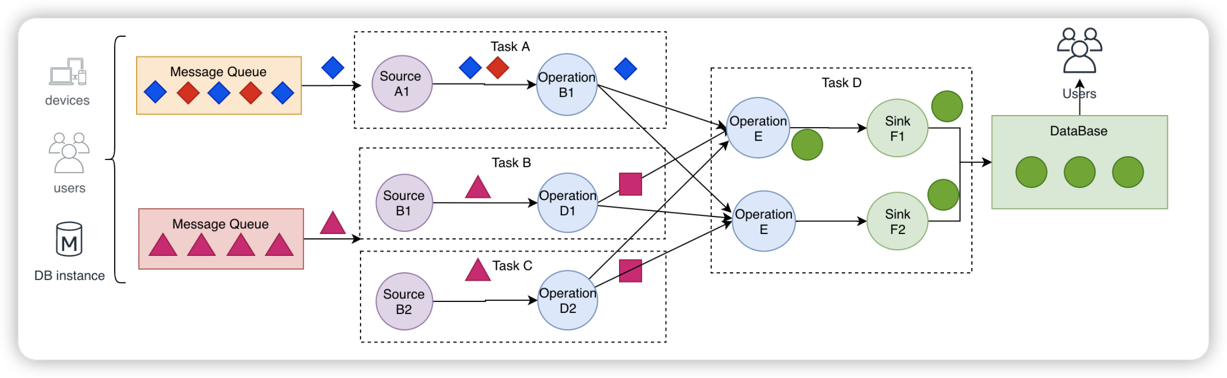 devices
users
M
DB instance
Message Queue
Message Queue
Task A
Source
A1
Operation
B1
Task B
Source
B1
Operation
D1
Task C
Source
B2
Operation
D2
Task D
Operation
E
Sink
F1
Operation
E
Sink
F2
Users
DataBase